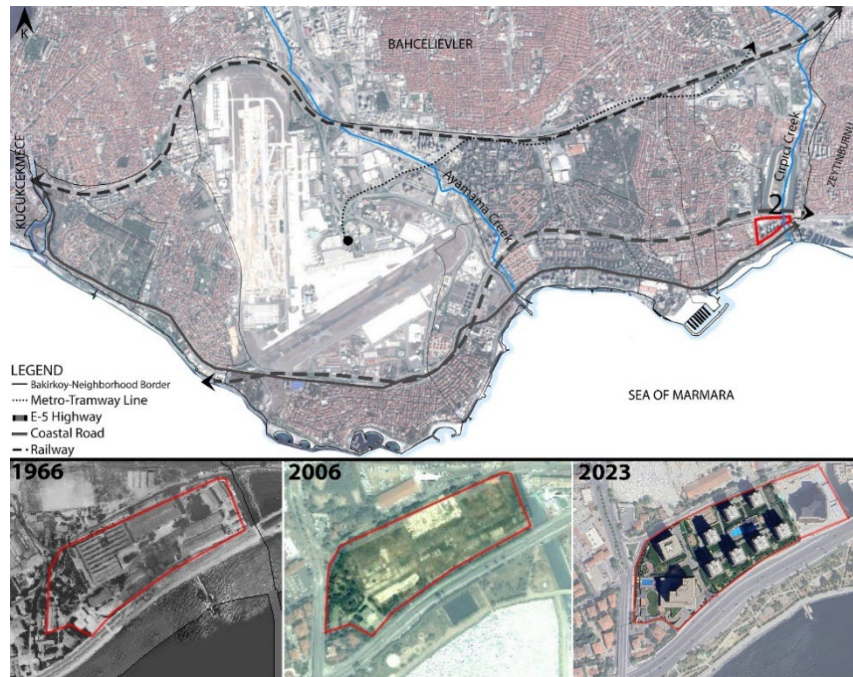 K
BAHCELIEVLER
KUCUKCEKMECE
Ayamama Creek
Cirpici Creek
ZEYTINBURNU
2
SEA OF MARMARA
LEGEND
Bakirkoy-Neighborhood Border
Metro-Tramway Line
E-5 Highway
Coastal Road
Railway
1966
2006
2023